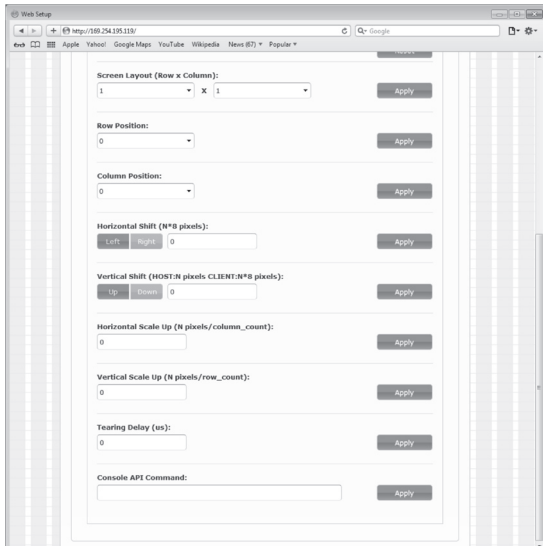 Web Setup
http://169.254.195.119/
Google
Apple Yahoo! Google Maps YouTube Wikipedia News (67) Popular
Reset
Screen Layout (Row x Column):
1 X 1 Apply
Row Position:
0 Apply
Column Position:
0 Apply
Horizontal Shift (N*8 pixels):
Left Right 0 Apply
Vertical Shift (HOST:N pixels CLIENT:N*8 pixels):
Up Down 0 Apply
Horizontal Scale Up (N pixels/column_count):
0 Apply
Vertical Scale Up (N pixels/row_count):
0 Apply
Tearing Delay (us):
0 Apply
Console API Command:
Apply